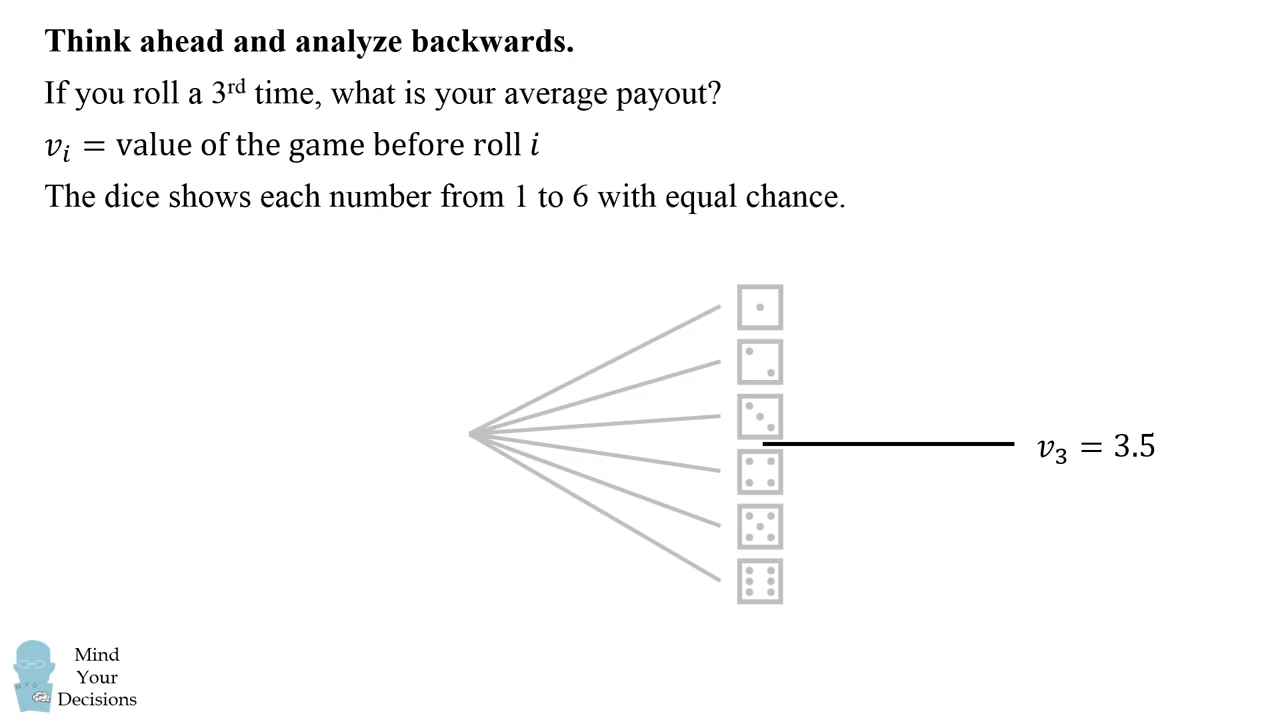 Think ahead and analyze backwards.
If you roll a 3rd time, what is your average payout?
vᵢ = value of the game before roll i
The dice shows each number from 1 to 6 with equal chance.
v₃ = 3.5
M Y D
Mind
Your
Decisions